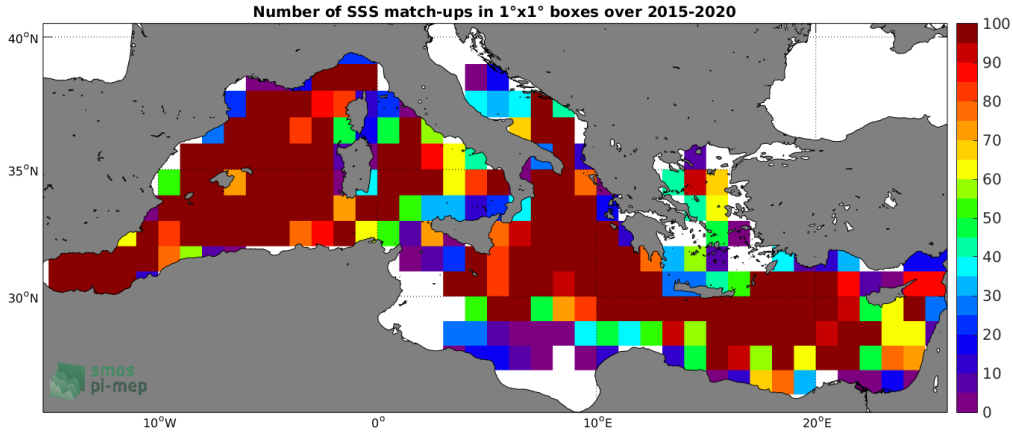 Number of SSS match-ups in 1°x1° boxes over 2015-2020
40°N
35°N
30°N
10°W
0°
10°E
20°E
100
90
80
70
60
50
40
30
20
10
0
smos
pi-mep